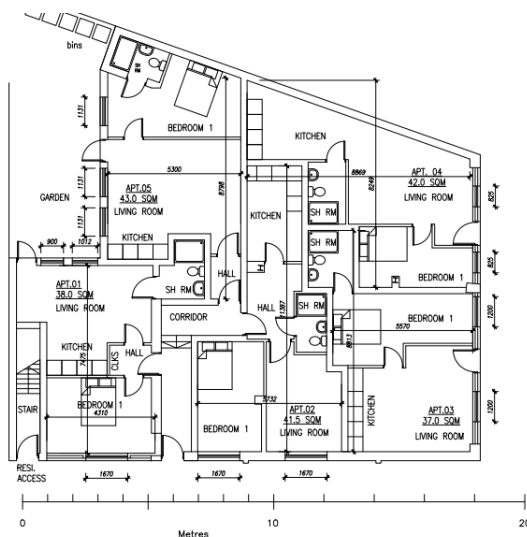 bins
BEDROOM 1
KITCHEN
1131
5300
8798
APT.05
43.0 SQM
LIVING ROOM
KITCHEN
1131
1131
GARDEN
900
1012
8869
8249
APT. 04
42.0 SQM
LIVING ROOM
825
KITCHEN
SH RM
SH RM
BEDROOM 1
825
APT.01
38.0 SQM
LIVING ROOM
SH RM
HALL
HALL
11387
SH RM
CORRIDOR
BEDROOM 1
5570
1200
KITCHEN
7475
CLKS
HALL
STAIR
BEDROOM 1
4310
5732
BEDROOM 1
APT.02
41.5 SQM
LIVING ROOM
KITCHEN
APT.03
37.0 SQM
LIVING ROOM
1200
RESI.
ACCESS
1670
1670
1670
0
10
20
Metres